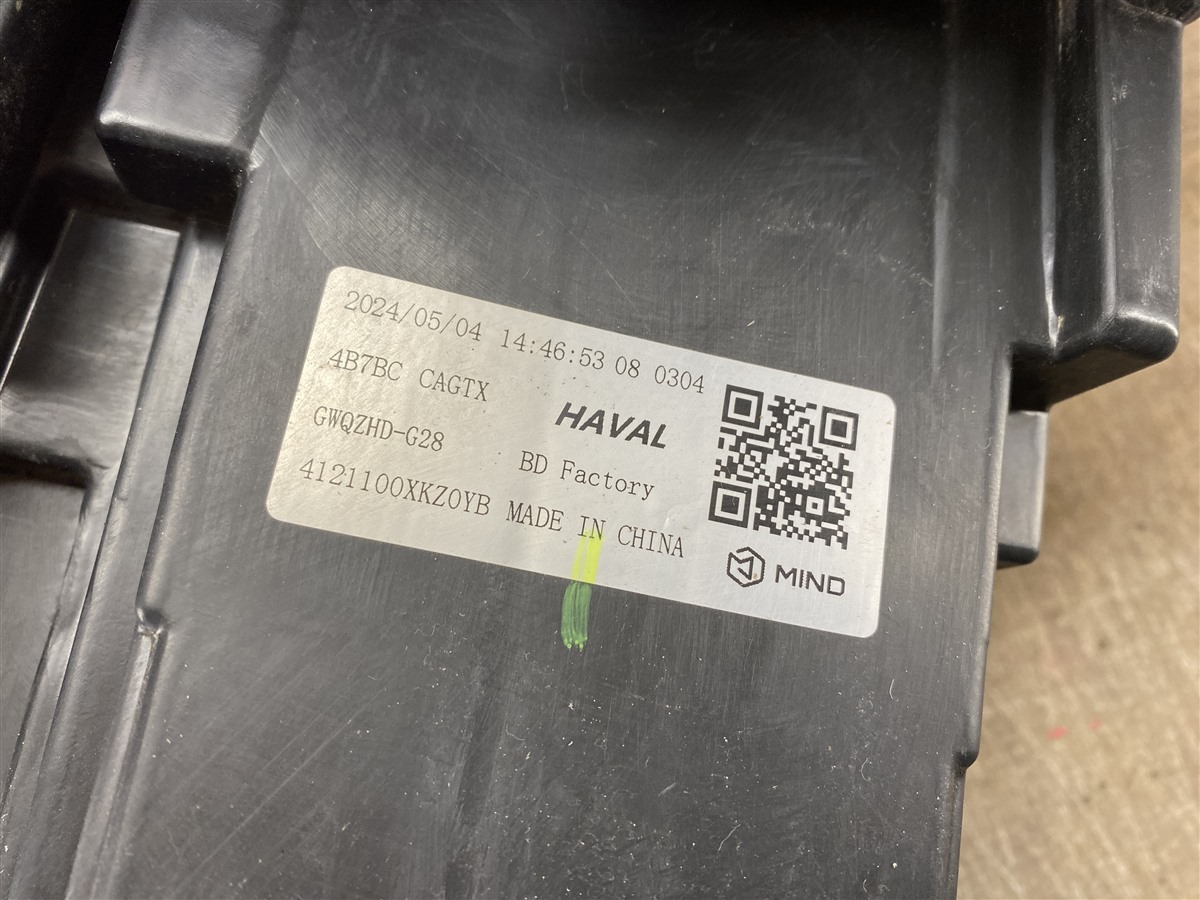 2024/05/04 14:46:53 08 0304
4B7BC CAGTX
HAVAL
GWQZHD-G28
BD Factory
4121100XKZ0YB MADE IN CHINA
MIND